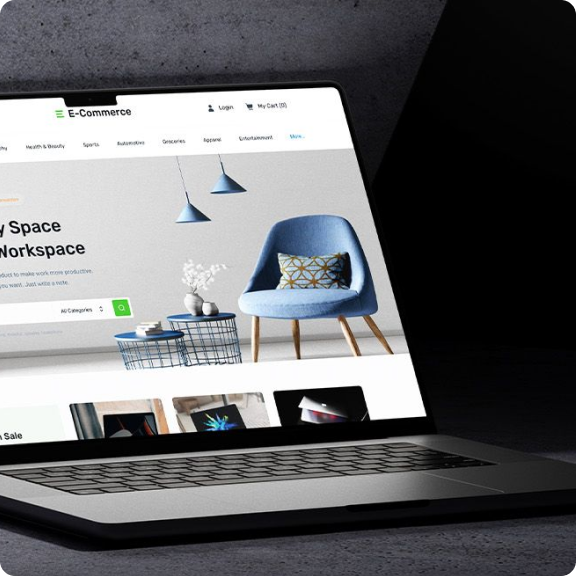 E-Commerce
Login
My Cart (0)
Health & Beauty
Sports
Automotive
Groceries
Apparel
Entertainment
More..
y Space
Workspace
oduct to make work more productive
you want. Just write a note.
All Categories
n Sale